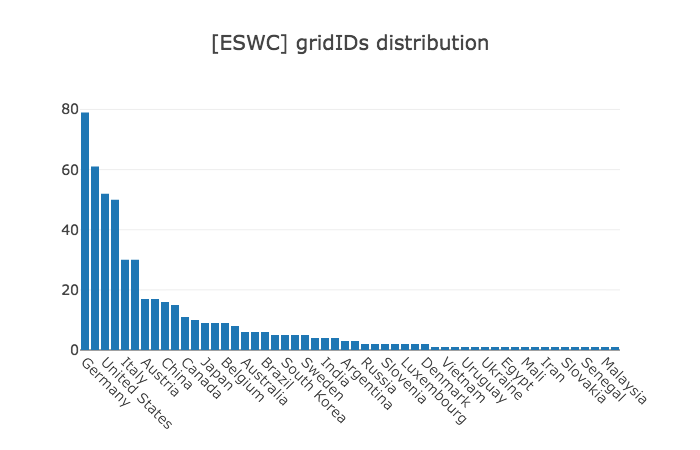 [ESWC] gridIDs distribution
80
60
40
20
0
Germany
United States
Italy
Austria
China
Canada
Japan
Belgium
Australia
Brazil
South Korea
Sweden
India
Argentina
Russia
Slovenia
Luxembourg
Denmark
Vietnam
Uruguay
Ukraine
Egypt
Mali
Iran
Slovakia
Senegal
Malaysia